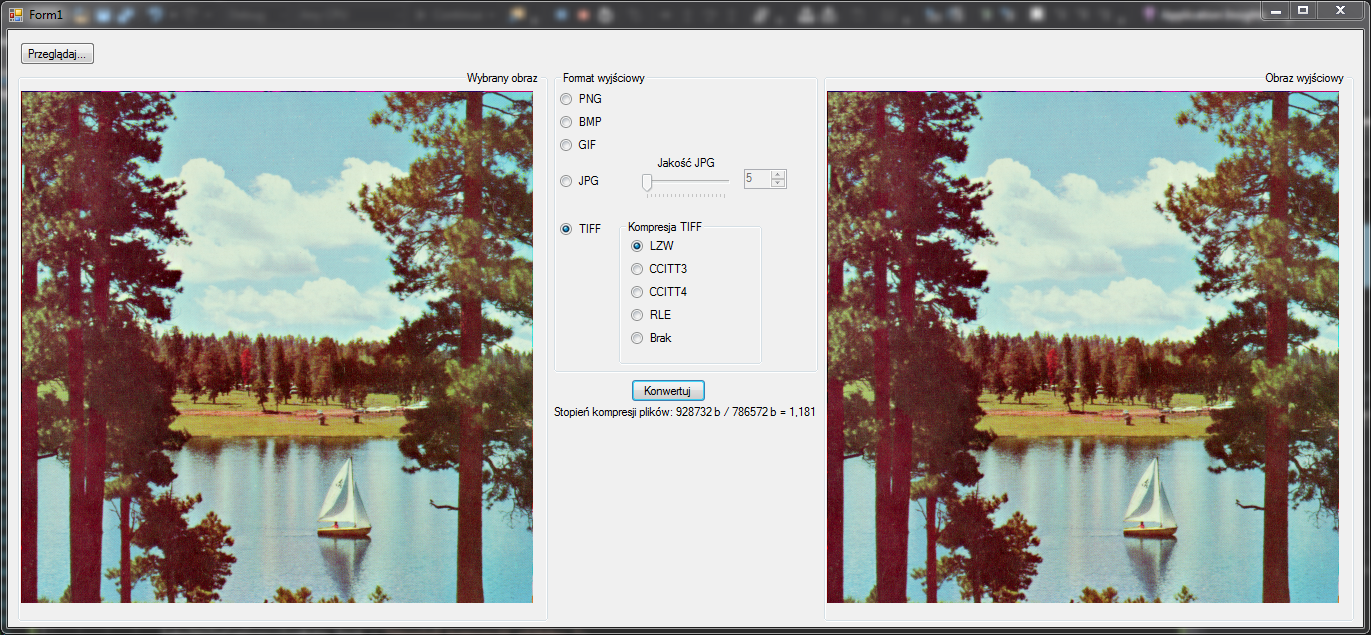 Form1
Przeglądaj...
Wybrany obraz
Format wyjściowy
PNG
BMP
GIF
Jakość JPG
JPG
5
TIFF
Kompresja TIFF
LZW
CCITT3
CCITT4
RLE
Brak
Konwertuj
Stopień kompresji plików: 928732 b / 786572 b = 1,181
Obraz wyjściowy